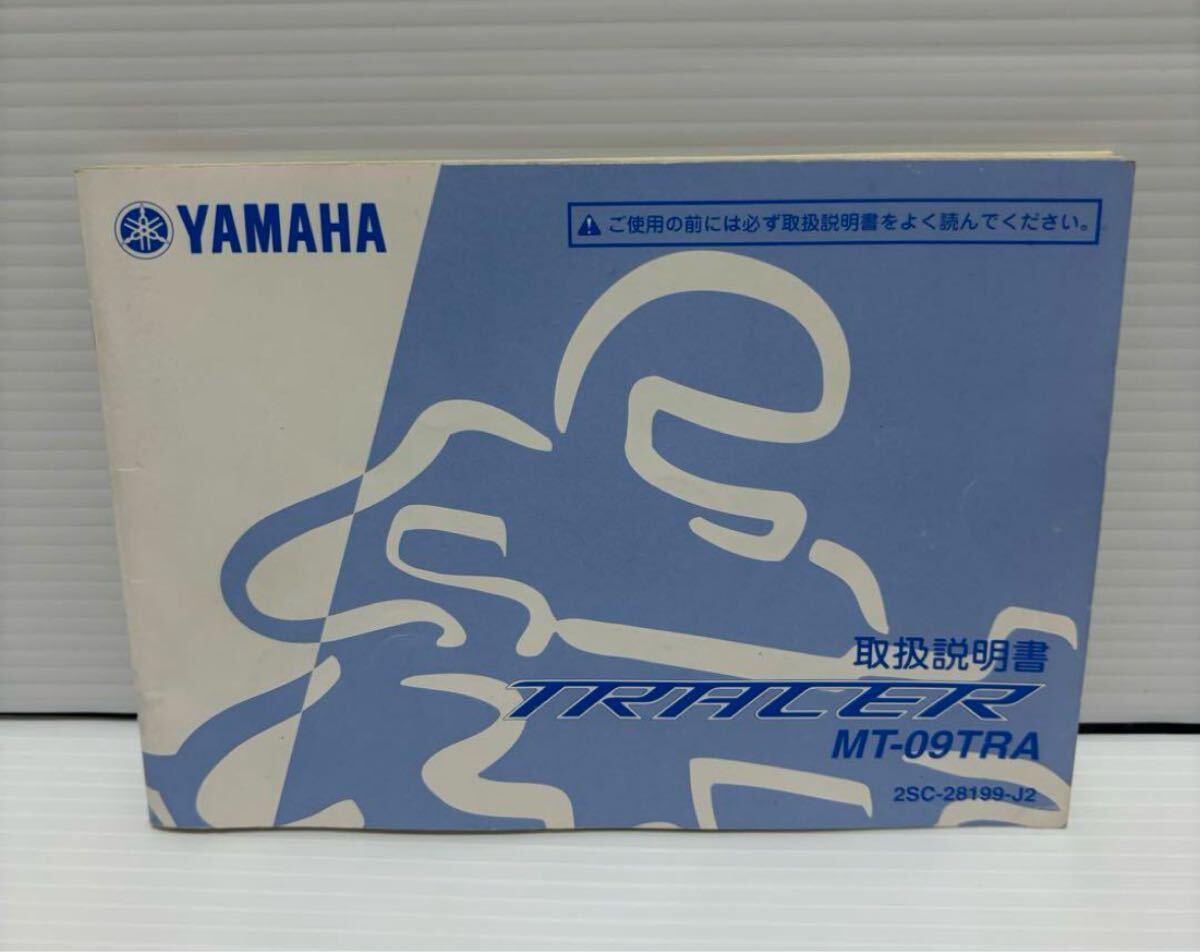 YAMAHA
ご使用の前には必ず取扱説明書をよく読んでください。
取扱説明書
TRACER
MT-09TRA
2SC-28199-J2